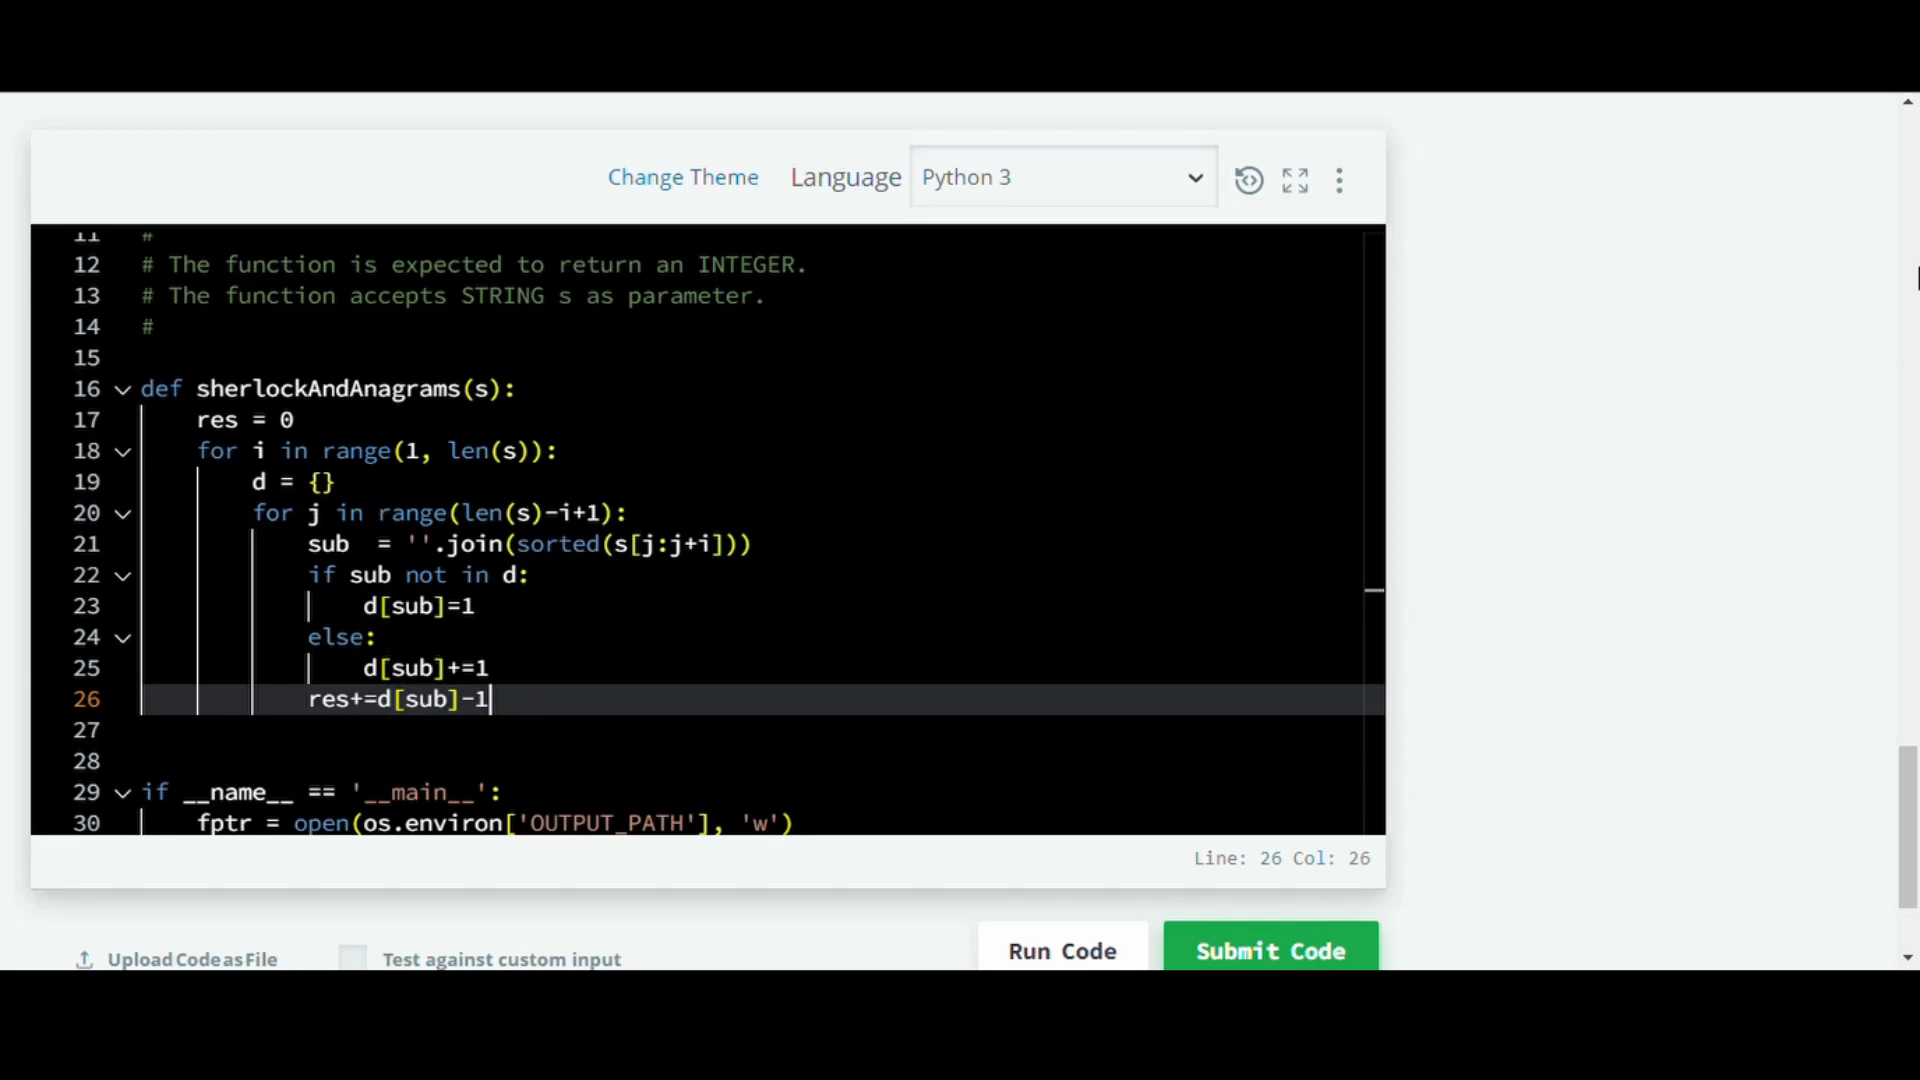 Change Theme Language Python 3
11 #
12 # The function is expected to return an INTEGER.
13 # The function accepts STRING s as parameter.
14 #
15
16 def sherlockAndAnagrams(s):
17     res = 0
18     for i in range(1, len(s)):
19         d = {}
20         for j in range(len(s)-i+1):
21             sub  = ''.join(sorted(s[j:j+i]))
22             if sub not in d:
23                 d[sub]=1
24             else:
25                 d[sub]+=1
26             res+=d[sub]-1
27
28
29 if __name__ == '__main__':
30     fptr = open(os.environ['OUTPUT_PATH'], 'w')
Line: 26 Col: 26
Upload Code as File Test against custom input Run Code Submit Code